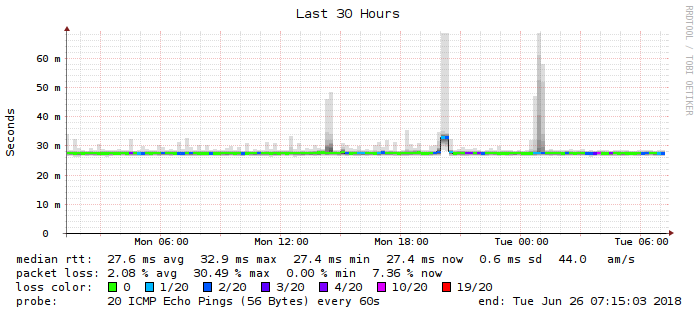 Last 30 Hours
RRDTOOL / TOBI OETIKER
Seconds
60 m
50 m
40 m
30 m
20 m
10 m
0
Mon 06:00 Mon 12:00 Mon 18:00 Tue 00:00 Tue 06:00
median rtt: 27.6 ms avg 32.9 ms max 27.4 ms min 27.4 ms now 0.6 ms sd 44.0 am/s
packet loss: 2.08 % avg 30.49 % max 0.00 % min 7.36 % now
loss color: 0 1/20 2/20 3/20 4/20 10/20 19/20
probe: 20 ICMP Echo Pings (56 Bytes) every 60s end: Tue Jun 26 07:15:03 2018